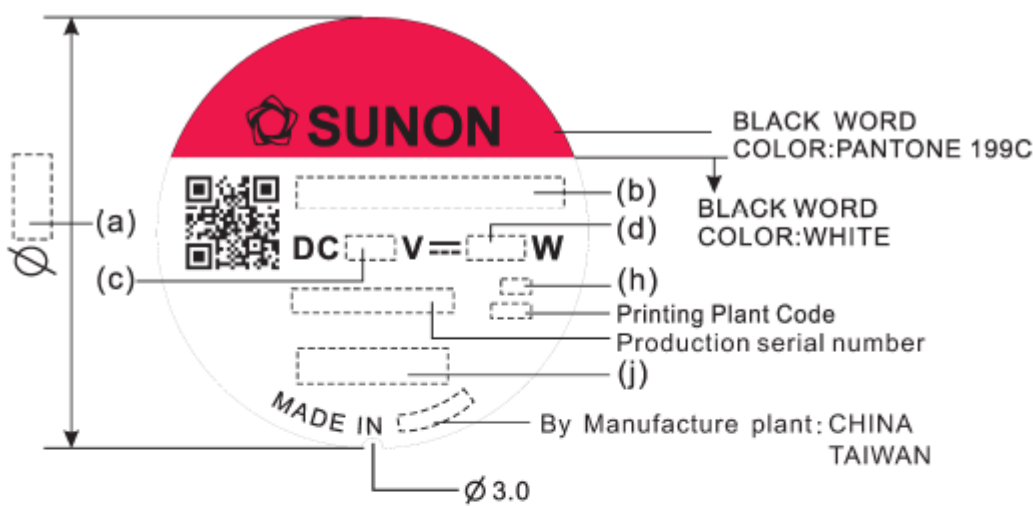 SUNON
BLACK WORD
COLOR:PANTONE 199C
(b)
BLACK WORD
COLOR:WHITE
(a)
Ø
DC V W
(d)
(c)
(h)
Printing Plant Code
Production serial number
(j)
MADE IN
By Manufacture plant: CHINA
TAIWAN
Ø3.0